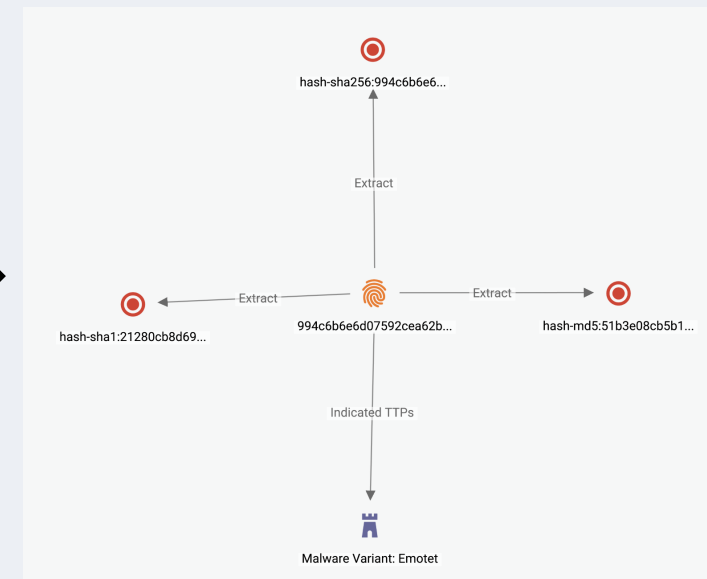 hash-sha256:994c6b6e6...
Extract
Extract
Extract
hash-sha1:21280cb8d69...
994c6b6e6d07592cea62b...
hash-md5:51b3e08cb5b1...
Indicated TTPs
Malware Variant: Emotet